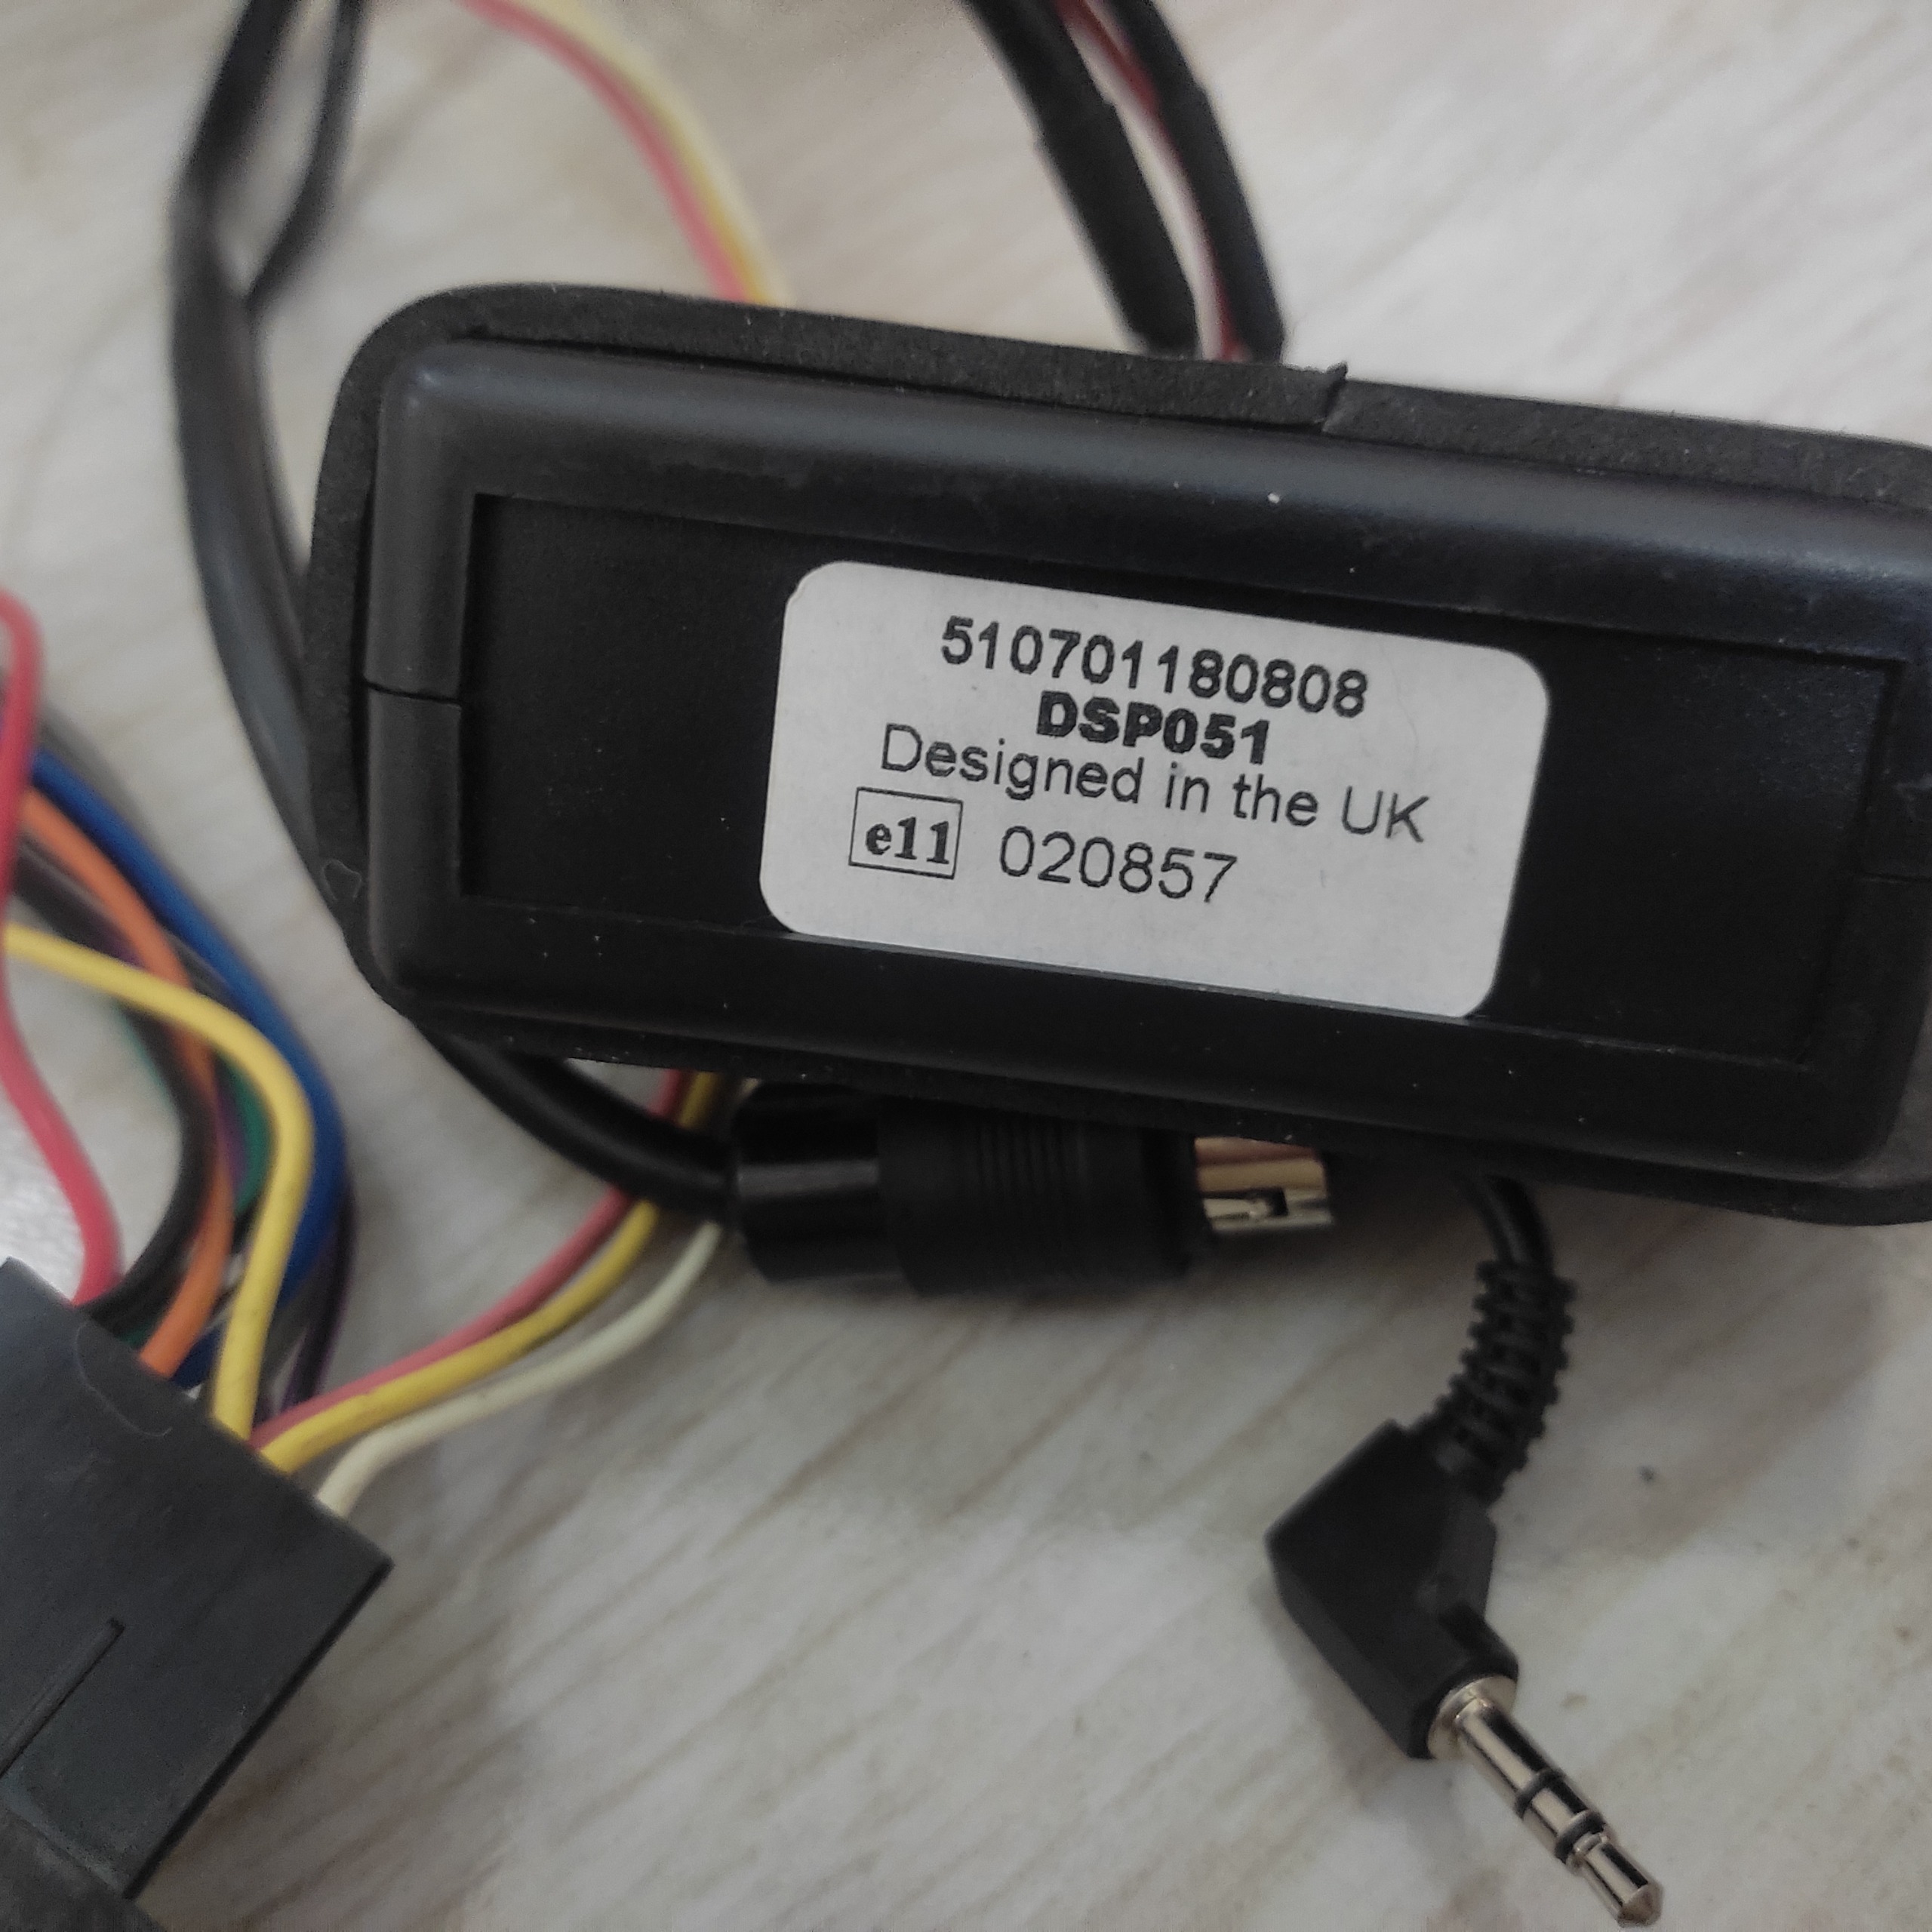 510701180808
DSP051
Designed in the UK
e11 020857